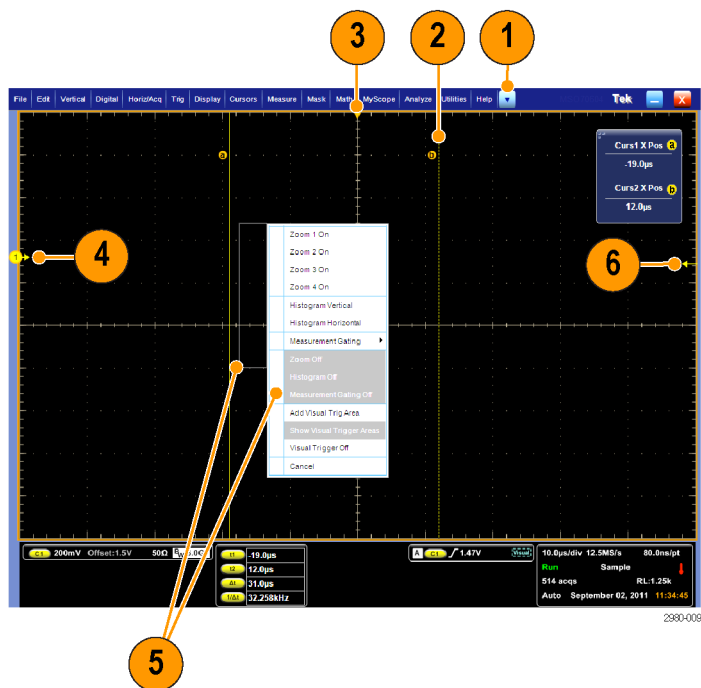 3 2 1
File Edit Vertical Digital Horiz/Acq Trig Display Cursors Measure Mask Math MyScope Analyze Utilities Help Tek X
a b
Curs1 X Pos a
-19.0µs
Curs2 X Pos b
12.0µs
1
4
6
Zoom 1 On
Zoom 2 On
Zoom 3 On
Zoom 4 On
Histogram Vertical
Histogram Horizontal
Measurement Gating
Zoom Off
Histogram Off
Measurement Gating Off
Add Visual Trig Area
Show Visual Trigger Areas
Visual Trigger Off
Cancel
C1 200mV Offset:1.5V 50Ω
t1 -19.0µs
t2 12.0µs
Δt 31.0µs
1/Δt 32.258kHz
A C1 1.47V Visual
10.0µs/div 12.5MS/s 80.0ns/pt
Run Sample
514 acqs RL:1.25k
Auto September 02, 2011 11:34:45
2980-009
5